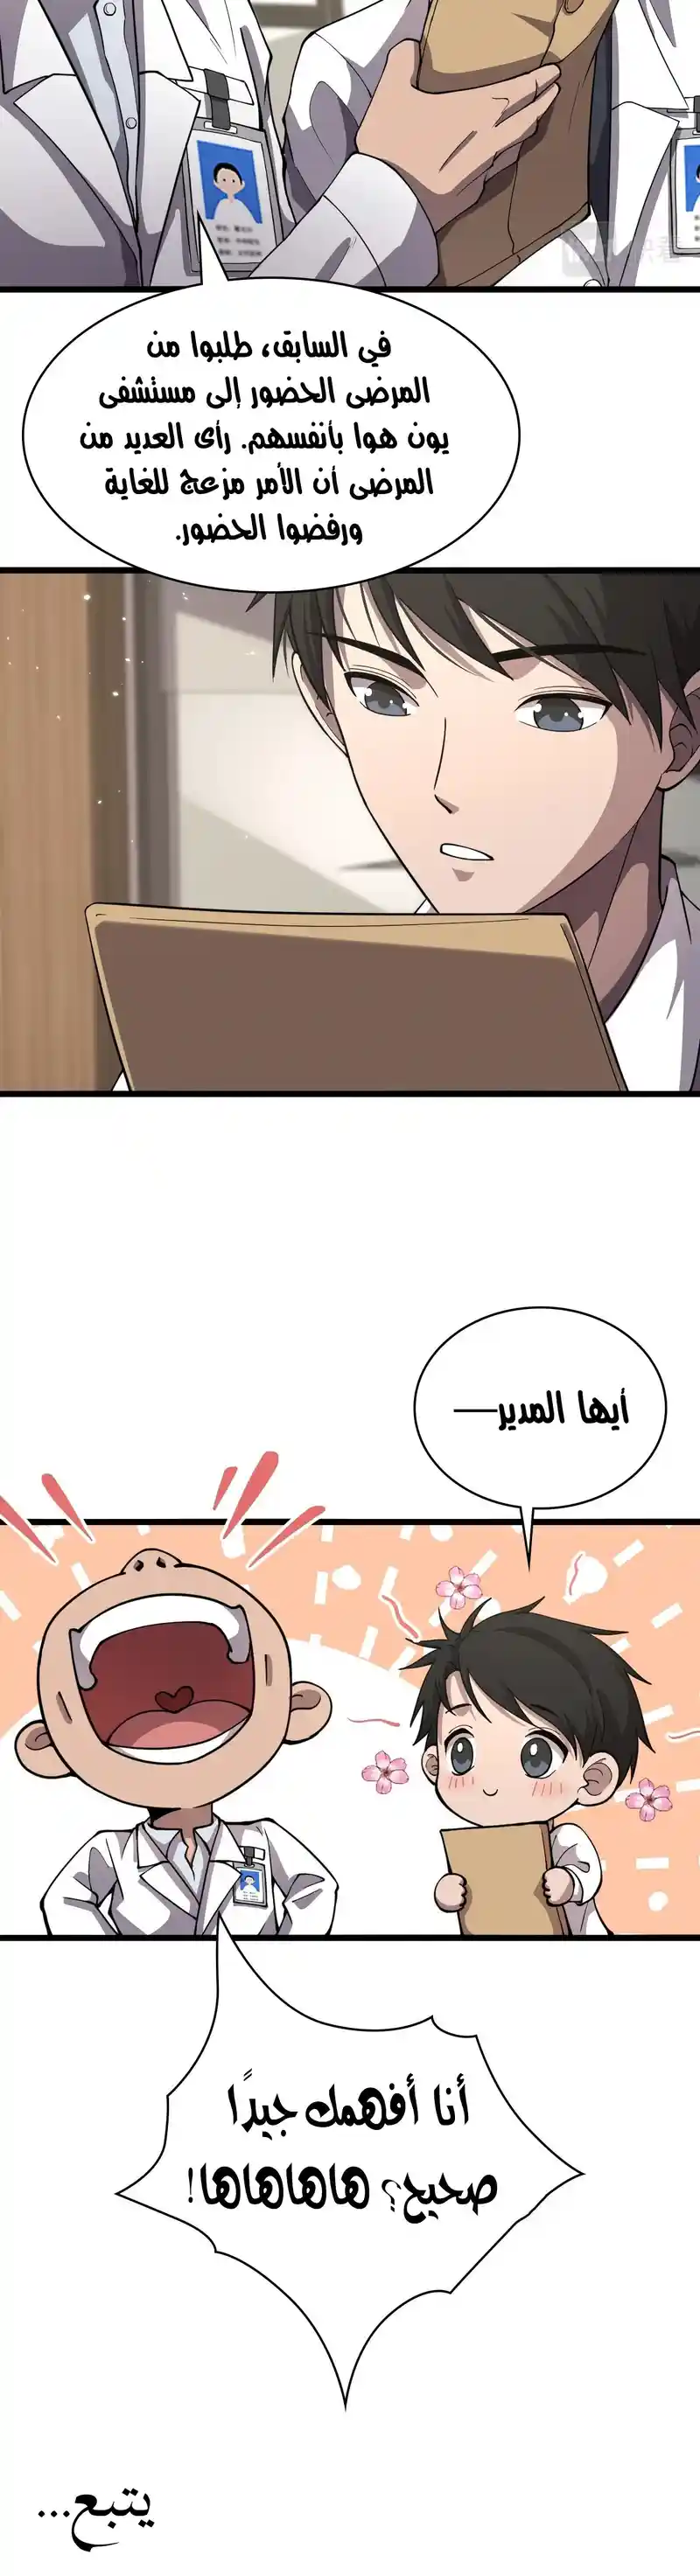 في السابق، طلبوا من
المرضى الحضور إلى مستشفى
يون هوا بأنفسهم. رأى العديد من
المرضى أن الأمر مزعج للغاية
ورفضوا الحضور.
أيها المدير—
أنا أفهمك جيدًا
صحيح؟ هاهاهاها!
يتبع...